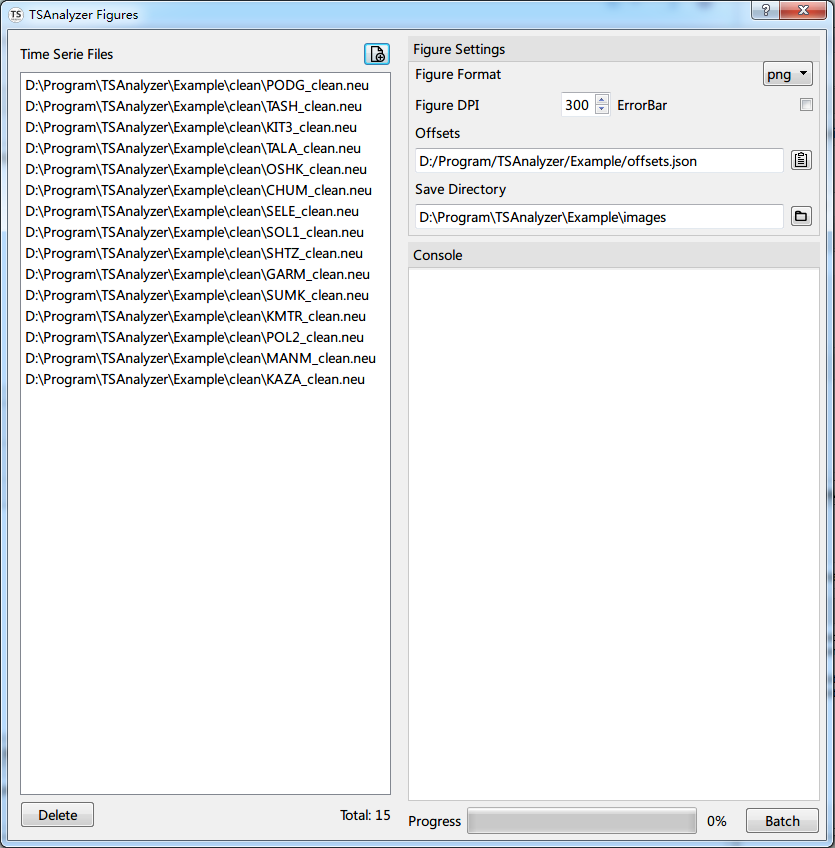 TS TSAnalyzer Figures
Time Serie Files
D:\Program\TSAnalyzer\Example\clean\PODG_clean.neu
D:\Program\TSAnalyzer\Example\clean\TASH_clean.neu
D:\Program\TSAnalyzer\Example\clean\KIT3_clean.neu
D:\Program\TSAnalyzer\Example\clean\TALA_clean.neu
D:\Program\TSAnalyzer\Example\clean\OSHK_clean.neu
D:\Program\TSAnalyzer\Example\clean\CHUM_clean.neu
D:\Program\TSAnalyzer\Example\clean\SELE_clean.neu
D:\Program\TSAnalyzer\Example\clean\SOL1_clean.neu
D:\Program\TSAnalyzer\Example\clean\SHTZ_clean.neu
D:\Program\TSAnalyzer\Example\clean\GARM_clean.neu
D:\Program\TSAnalyzer\Example\clean\SUMK_clean.neu
D:\Program\TSAnalyzer\Example\clean\KMTR_clean.neu
D:\Program\TSAnalyzer\Example\clean\POL2_clean.neu
D:\Program\TSAnalyzer\Example\clean\MANM_clean.neu
D:\Program\TSAnalyzer\Example\clean\KAZA_clean.neu
Delete
Total: 15
Figure Settings
Figure Format png
Figure DPI 300 ErrorBar
Offsets
D:/Program/TSAnalyzer/Example/offsets.json
Save Directory
D:\Program\TSAnalyzer\Example\images
Console
Progress 0% Batch